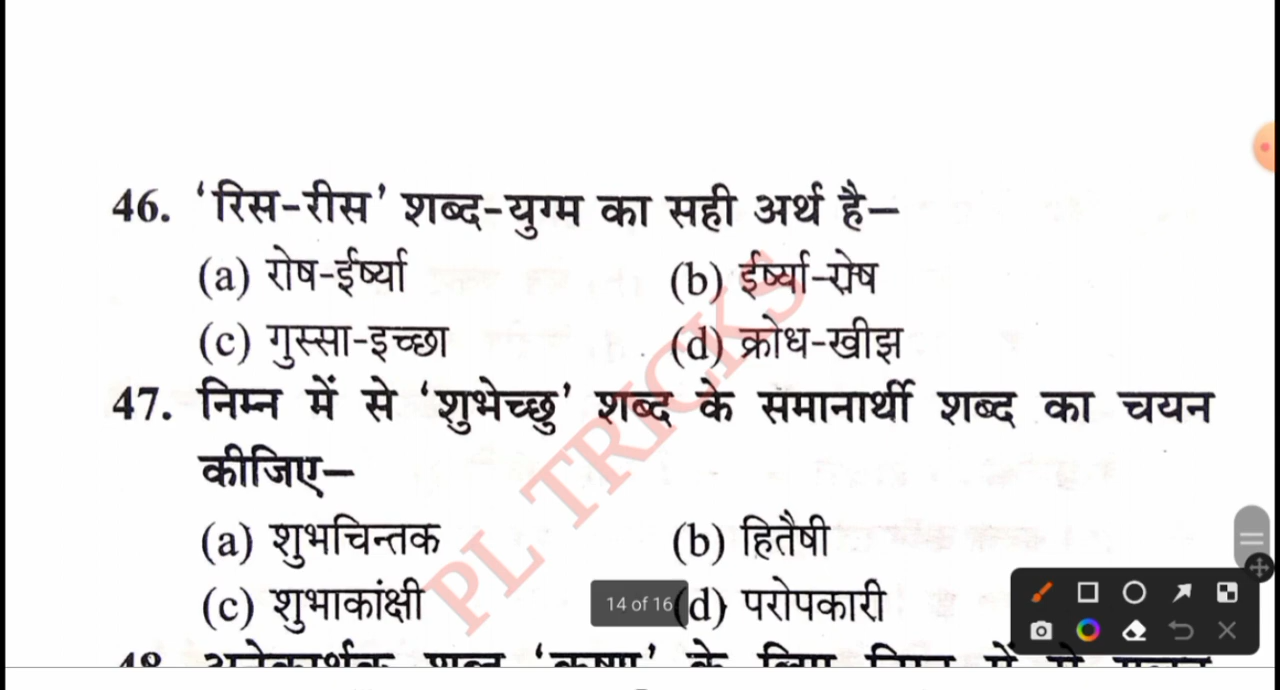 46. 'रिस-रीस' शब्द-युग्म का सही अर्थ है–
(a) रोष-ईर्ष्या (b) ईर्ष्या-रोष
(c) गुस्सा-इच्छा (d) क्रोध-खीझ
47. निम्न में से 'शुभेच्छु' शब्द के समानार्थी शब्द का चयन
कीजिए–
(a) शुभचिन्तक (b) हितैषी
(c) शुभाकांक्षी (d) परोपकारी
14 of 16
PL TRICKS